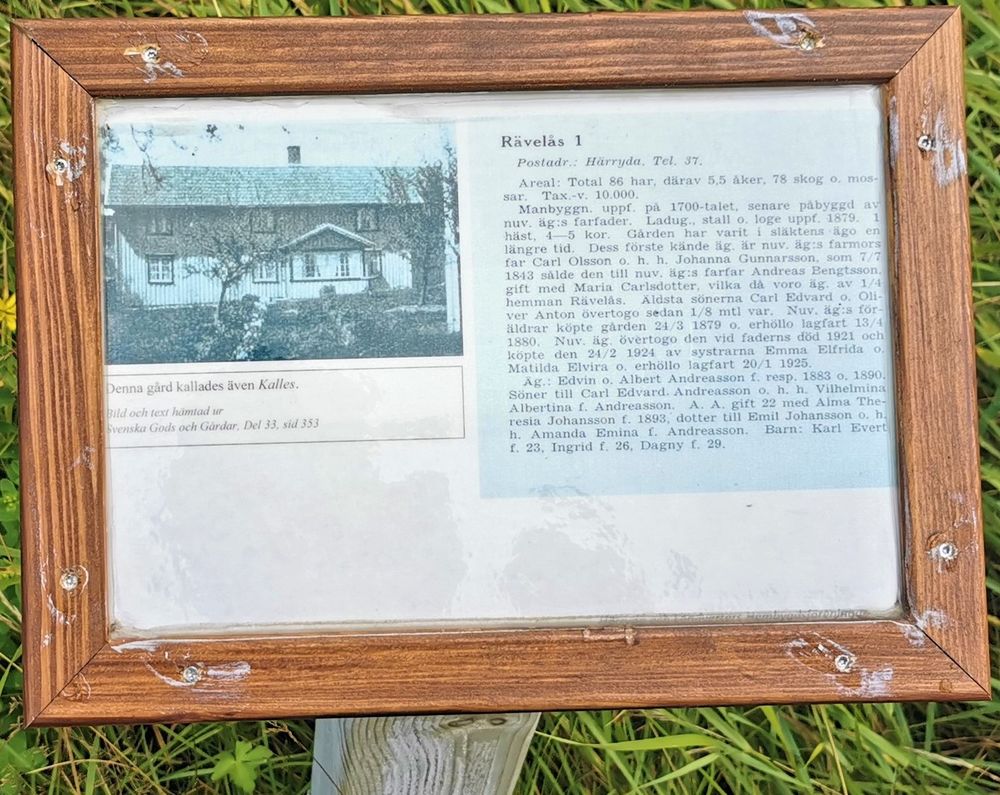 Denna gård kallades även Kalles.
Bild och text hämtad ur
Svenska Gods och Gårdar, Del 33, sid 353
Rävelås 1
Postadr.: Härryda. Tel. 37.
Areal: Total 86 har, därav 5,5 åker, 78 skog o. mos-
sar. Tax.-v. 10.000.
Manbyggn. uppf. på 1700-talet, senare påbyggd av
nuv. äg:s farfader. Ladug., stall o. loge uppf. 1879. 1
häst, 4—5 kor. Gården har varit i släktens ägo en
längre tid. Dess förste kände äg. är nuv. äg:s farmors
far Carl Olsson o. h. h. Johanna Gunnarsson, som 7/7
1843 sålde den till nuv. äg:s farfar Andreas Bengtsson,
gift med Maria Carlsdotter, vilka då voro äg. av 1/4
hemman Rävelås. Äldsta sönerna Carl Edvard o. Oli-
ver Anton övertogo sedan 1/8 mtl var. Nuv. äg:s för-
äldrar köpte gården 24/3 1879 o. erhöllo lagfart 13/4
1880. Nuv. äg. övertogo den vid faderns död 1921 och
köpte den 24/2 1924 av systrarna Emma Elfrida o.
Matilda Elvira o. erhöllo lagfart 20/1 1925.
Äg.: Edvin o. Albert Andreasson f. resp. 1883 o. 1890.
Söner till Carl Edvard. Andreasson o. h. h. Vilhelmina
Albertina f. Andreasson. A. A. gift 22 med Alma The-
resia Johansson f. 1893, dotter till Emil Johansson o. h.
h. Amanda Emina f. Andreasson. Barn: Karl Evert
f. 23, Ingrid f. 26, Dagny f. 29.